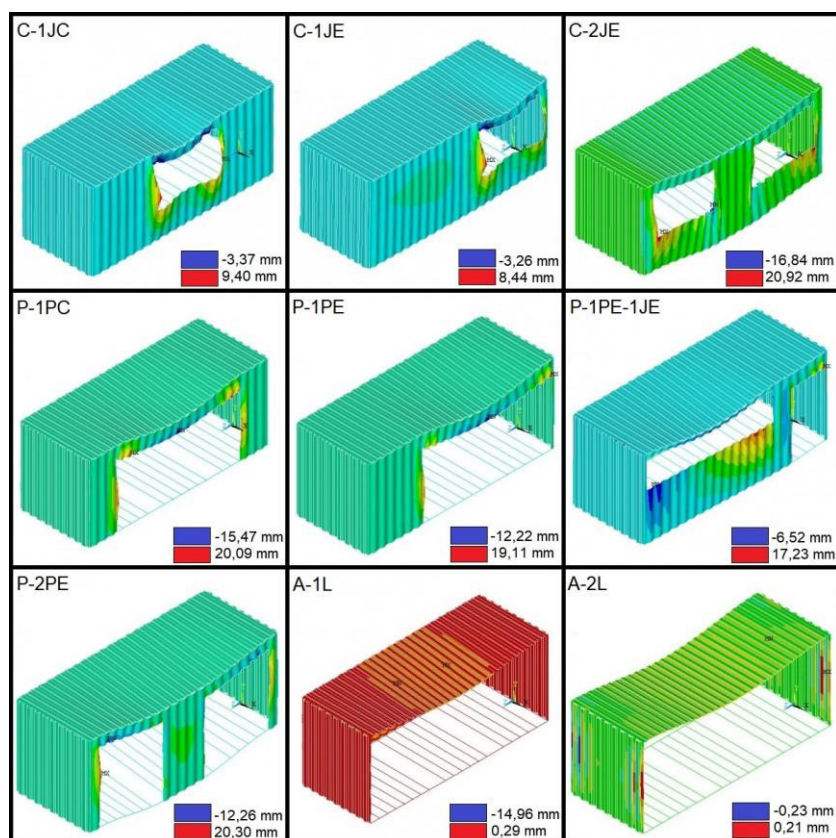 C-1JC
-3,37 mm
9,40 mm
C-1JE
-3,26 mm
8,44 mm
C-2JE
-16,84 mm
20,92 mm
P-1PC
-15,47 mm
20,09 mm
P-1PE
-12,22 mm
19,11 mm
P-1PE-1JE
-6,52 mm
17,23 mm
P-2PE
-12,26 mm
20,30 mm
A-1L
-14,96 mm
0,29 mm
A-2L
-0,23 mm
0,21 mm